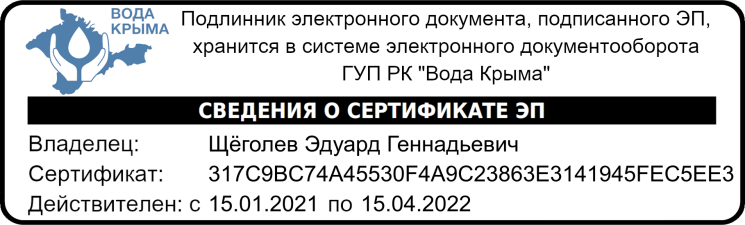 ВОДА
КРЫМА
Подлинник электронного документа, подписанного ЭП,
хранится в системе электронного документооборота
ГУП РК "Вода Крыма"
СВЕДЕНИЯ О СЕРТИФИКАТЕ ЭП
Владелец: Щёголев Эдуард Геннадьевич
Сертификат: 317C9BC74A45530F4A9C23863E3141945FEC5EE3
Действителен: с 15.01.2021 по 15.04.2022